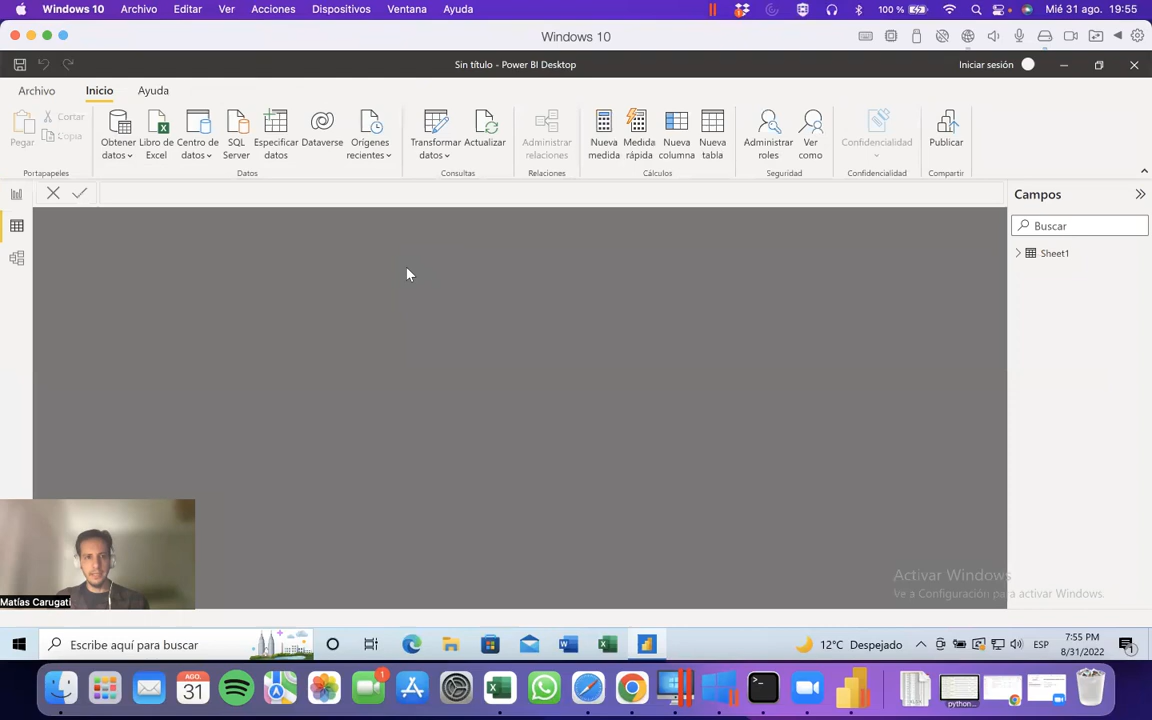 Windows 10 Archivo Editar Ver Acciones Dispositivos Ventana Ayuda 100 % Mié 31 ago. 19:55
Windows 10
Sin título - Power BI Desktop Iniciar sesión
Archivo Inicio Ayuda
Pegar Cortar Copia
Obtener datos
Libro de Excel
Centro de datos
SQL Server
Especificar datos
Dataverse
Orígenes recientes
Transformar datos
Actualizar
Administrar relaciones
Nueva medida
Medida rápida
Nueva columna
Nueva tabla
Administrar roles
Ver como
Confidencialidad
Publicar
Portapapeles Datos Consultas Relaciones Cálculos Seguridad Confidencialidad Compartir
Campos
Buscar
Sheet1
Matías Carugati
Activar Windows
Ve a Configuración para activar Windows.
Escribe aquí para buscar 12°C Despejado ESP 7:55 PM
8/31/2022
1
AGO.
31
1
python...